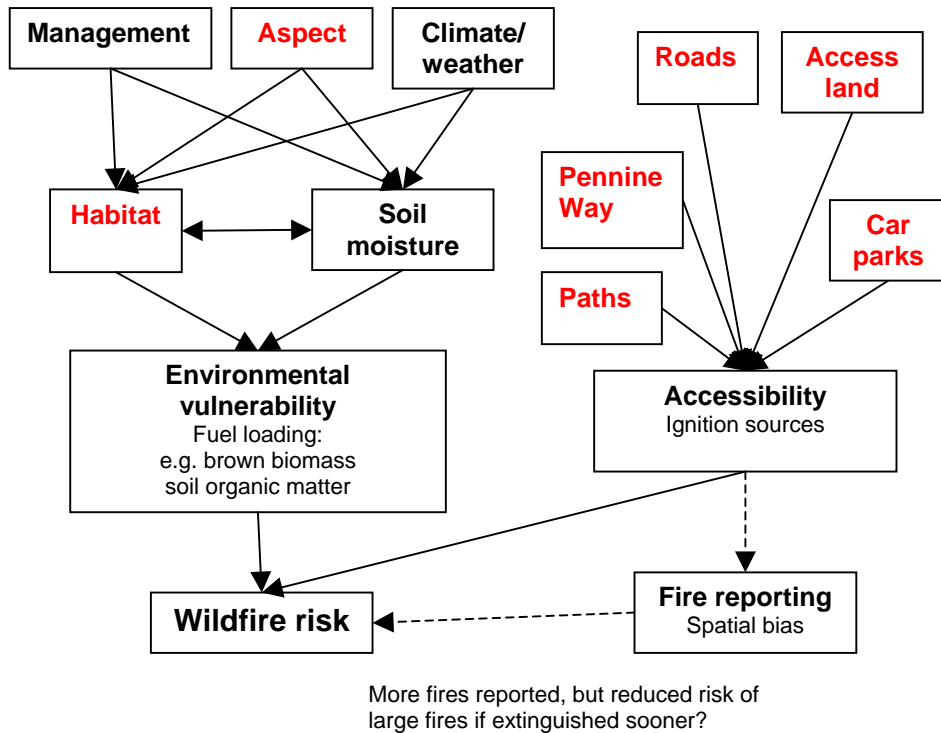 Management
Aspect
Climate/
weather
Roads
Access
land
Pennine
Way
Car
parks
Paths
Habitat
Soil
moisture
Environmental
vulnerability
Fuel loading:
e.g. brown biomass
soil organic matter
Accessibility
Ignition sources
Wildfire risk
Fire reporting
Spatial bias
More fires reported, but reduced risk of
large fires if extinguished sooner?